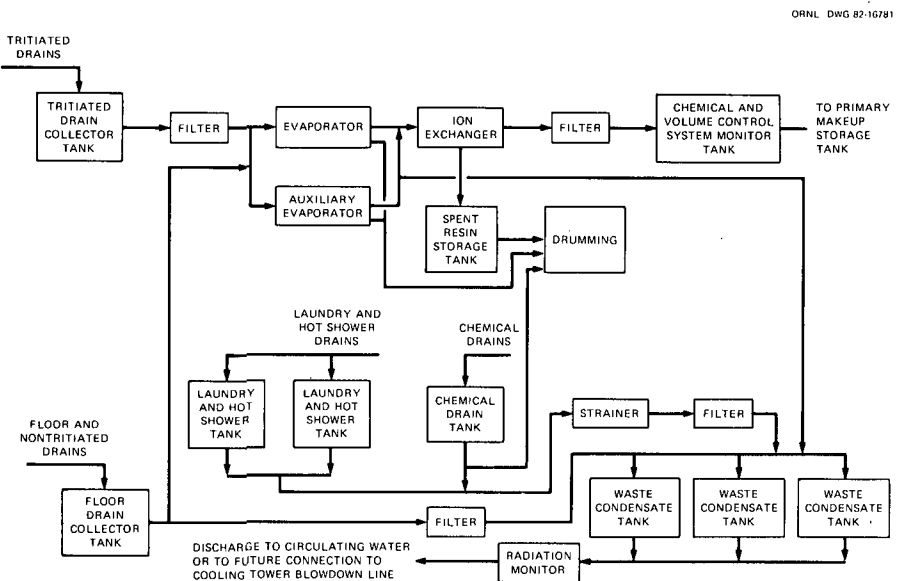 ORNL DWG 82-16781
TRITIATED
DRAINS
TRITIATED
DRAIN
COLLECTOR
TANK
FILTER
EVAPORATOR
ION
EXCHANGER
FILTER
CHEMICAL AND
VOLUME CONTROL
SYSTEM MONITOR
TANK
TO PRIMARY
MAKEUP
STORAGE
TANK
AUXILIARY
EVAPORATOR
SPENT
RESIN
STORAGE
TANK
DRUMMING
LAUNDRY AND
HOT SHOWER
DRAINS
CHEMICAL
DRAINS
LAUNDRY
AND HOT
SHOWER
TANK
LAUNDRY
AND HOT
SHOWER
TANK
CHEMICAL
DRAIN
TANK
STRAINER
FILTER
FLOOR AND
NONTRITIATED
DRAINS
FLOOR
DRAIN
COLLECTOR
TANK
FILTER
WASTE
CONDENSATE
TANK
WASTE
CONDENSATE
TANK
WASTE
CONDENSATE
TANK
DISCHARGE TO CIRCULATING WATER
OR TO FUTURE CONNECTION TO
COOLING TOWER BLOWDOWN LINE
RADIATION
MONITOR